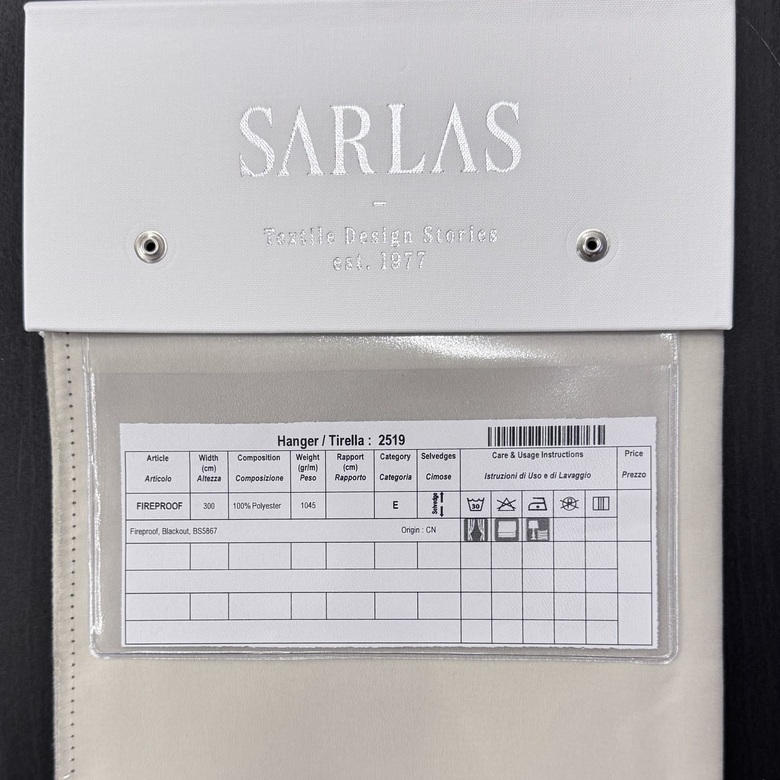 SARLAS
–
Textile Design Stories
est. 1977
Hanger / Tirella : 2519
Article Width (cm) Composition Weight (gr/m) Rapport (cm) Category Selvedges Care & Usage Instructions Price
Articolo Altezza Composizione Peso Rapporto Categoria Cimose Istruzioni di Uso e di Lavaggio Prezzo
FIREPROOF 300 100% Polyester 1045 E Selvedge 30
Fireproof, Blackout, BS5867 Origin : CN